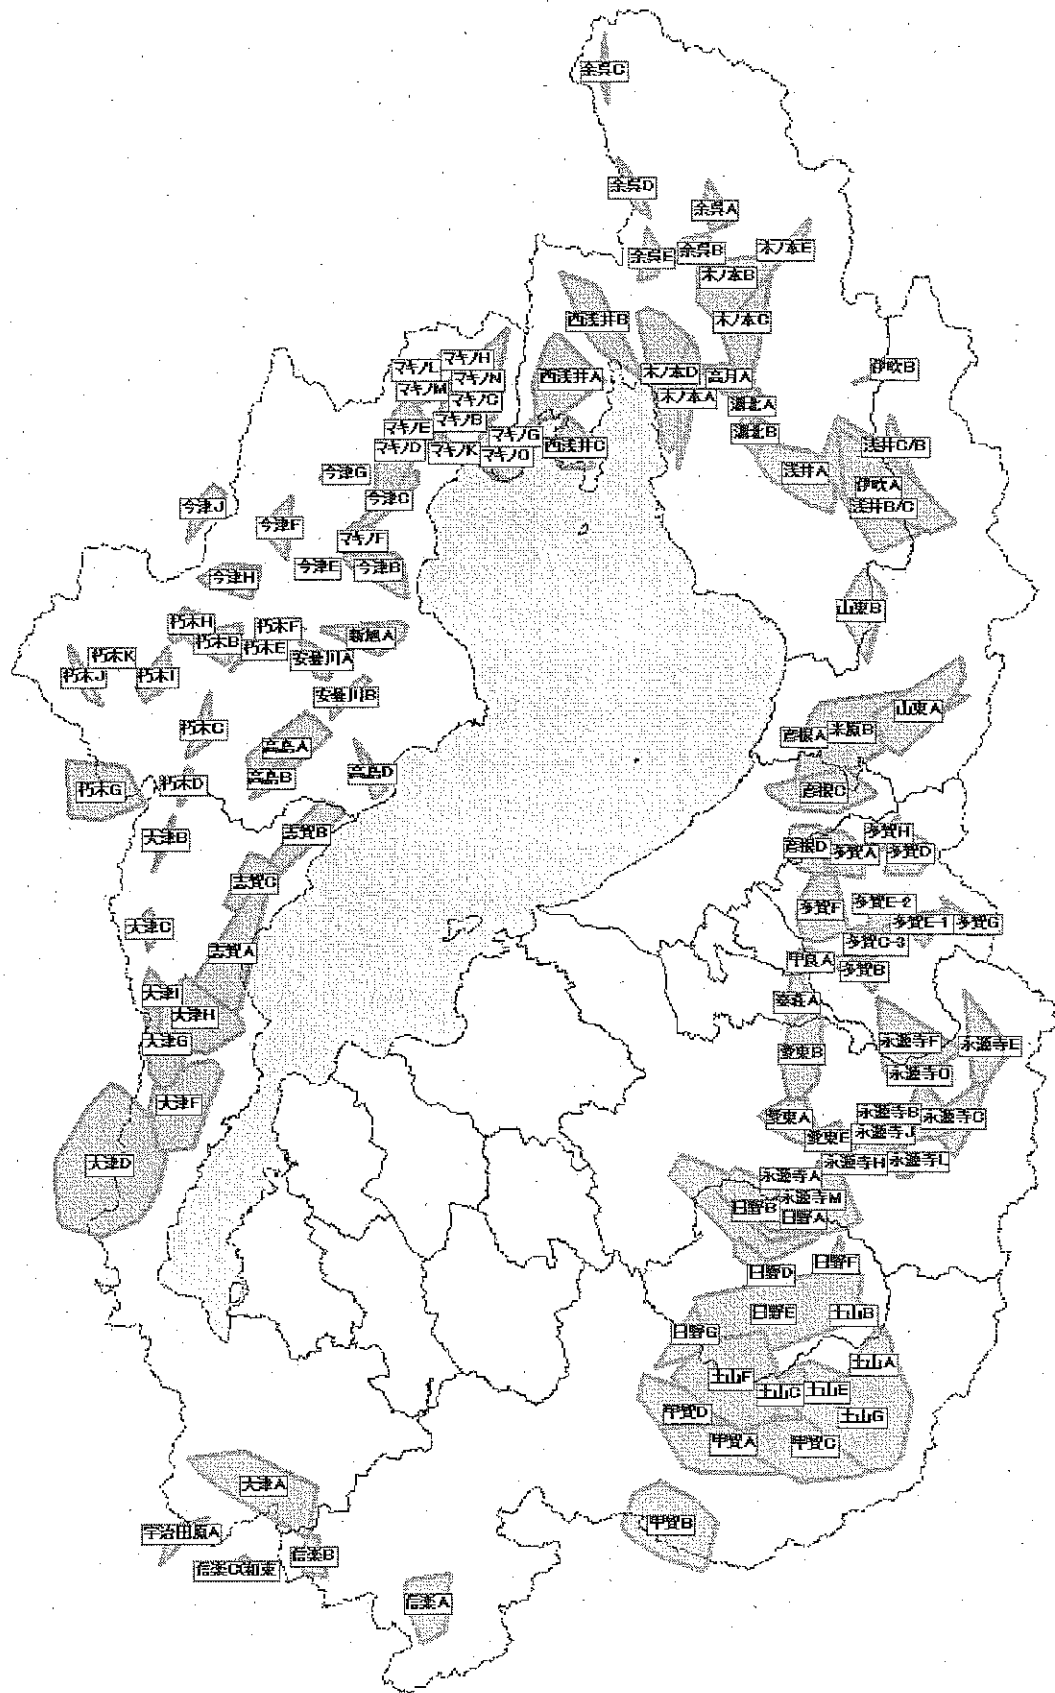 余呉C
余呉D
余呉A
余呉B
木ノ本E
余呉E
木ノ本B
西浅井B
木ノ本C
マキノH
マキノL
マキノN
マキノM
西浅井A
木ノ本D
高月A
伊吹B
マキノC
木ノ本A
湖北A
マキノB
マキノE
マキノG
湖北B
マキノD
マキノK
マキノO
西浅井C
浅井C/B
今津G
浅井A
伊吹A
今津C
浅井B/C
今津J
今津F
マキノF
今津E
今津B
今津H
山東B
朽木H
朽木F
朽木B
朽木E
新旭A
朽木K
安曇川A
朽木J
朽木I
安曇川B
山東A
朽木C
米原B
彦根A
高島A
高島B
高島D
朽木G
朽木D
彦根C
大津B
志賀B
多賀H
彦根D
多賀A
多賀D
志賀C
多賀E-2
多賀F
多賀E-1
多賀G
大津C
多賀C-3
志賀A
甲良A
多賀B
大津I
秦荘A
大津H
大津G
永源寺F
永源寺E
愛東B
永源寺O
大津F
永源寺B
永源寺C
愛東A
永源寺J
愛東E
大津D
永源寺H
永源寺L
永源寺A
永源寺M
日野B
日野A
日野F
日野D
日野E
土山B
日野G
土山A
土山F
土山C
土山E
甲賀D
土山G
甲賀A
甲賀C
大津A
甲賀B
宇治田原A
信楽B
信楽C(和束
信楽A